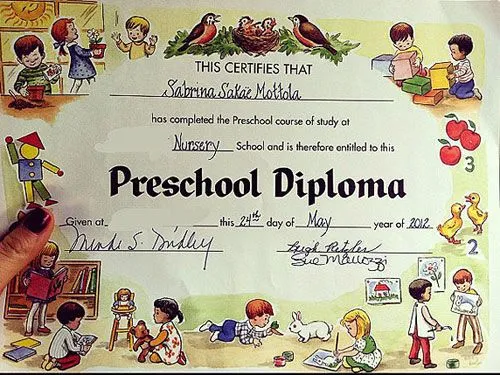 THIS CERTIFIES THAT
Sabrina Sakaë Mottola
has completed the Preschool course of study at
Nursery School and is therefore entitled to this
Preschool Diploma
Given at this 24th day of May year of 2012
3
2